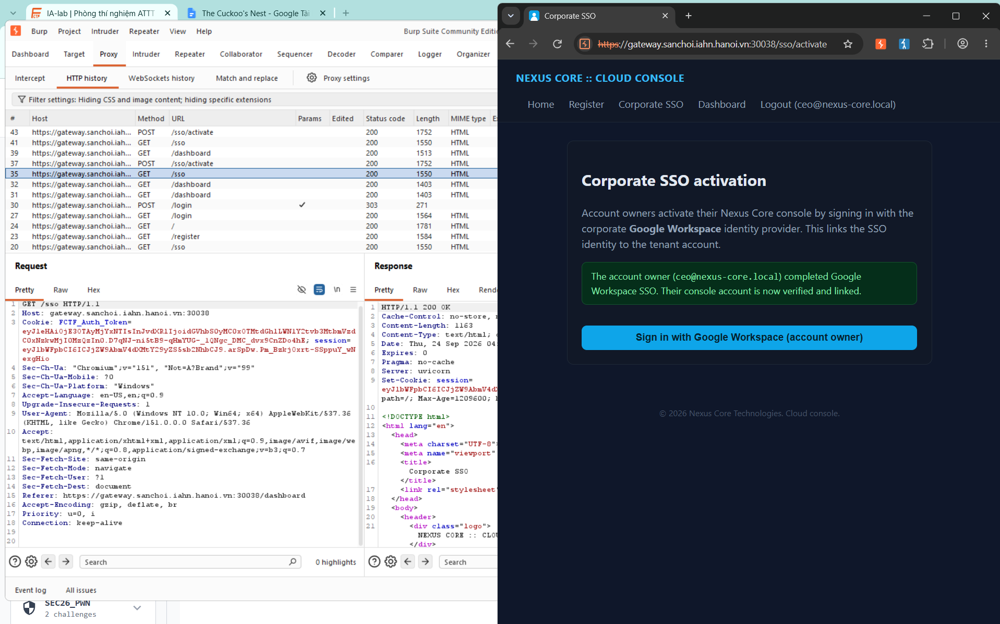 IA-lab | Phòng thí nghiệm ATTT
The Cuckoo's Nest - Google Tài
Burp Project Intruder Repeater View Help
Burp Suite Community Editio
Dashboard Target Proxy Intruder Repeater Collaborator Sequencer Decoder Comparer Logger Organizer
Intercept HTTP history WebSockets history Match and replace Proxy settings
Filter settings: Hiding CSS and image content; hiding specific extensions
# Host Method URL Params Edited Status code Length MIME type
43 https://gateway.sanchoi.iah... POST /sso/activate 200 1752 HTML
41 https://gateway.sanchoi.iah... GET /sso 200 1550 HTML
39 https://gateway.sanchoi.iah... GET /dashboard 200 1513 HTML
37 https://gateway.sanchoi.iah... POST /sso/activate 200 1752 HTML
35 https://gateway.sanchoi.iah... GET /sso 200 1550 HTML
32 https://gateway.sanchoi.iah... GET /dashboard 200 1403 HTML
31 https://gateway.sanchoi.iah... GET /dashboard 200 1403 HTML
30 https://gateway.sanchoi.iah... POST /login ✓ 303 271
27 https://gateway.sanchoi.iah... GET /login 200 1564 HTML
24 https://gateway.sanchoi.iah... GET / 200 1781 HTML
23 https://gateway.sanchoi.iah... GET /register 200 1584 HTML
20 https://gateway.sanchoi.iah... GET /sso 200 1550 HTML
Request
Pretty Raw Hex \n
1 GET /sso HTTP/1.1
2 Host: gateway.sanchoi.iahn.hanoi.vn:30038
3 Cookie: FCTF_Auth_Token=
session=
exgHio
4 Sec-Ch-Ua: "Chromium";v="151", "Not=A?Brand";v="99"
5 Sec-Ch-Ua-Mobile: ?0
6 Sec-Ch-Ua-Platform: "Windows"
7 Accept-Language: en-US,en;q=0.9
8 Upgrade-Insecure-Requests: 1
9 User-Agent: Mozilla/5.0 (Windows NT 10.0; Win64; x64) AppleWebKit/537.36
(KHTML, like Gecko) Chrome/151.0.0.0 Safari/537.36
10 Accept:
text/html,application/xhtml+xml,application/xml;q=0.9,image/avif,image/we
bp,image/apng,*/*;q=0.8,application/signed-exchange;v=b3;q=0.7
11 Sec-Fetch-Site: same-origin
12 Sec-Fetch-Mode: navigate
13 Sec-Fetch-User: ?1
14 Sec-Fetch-Dest: document
15 Referer: https://gateway.sanchoi.iahn.hanoi.vn:30038/dashboard
16 Accept-Encoding: gzip, deflate, br
17 Priority: u=0, i
18 Connection: keep-alive
19
20
Search
0 highlights
Response
Pretty Raw Hex Rend
1 HTTP/1.1 200 OK
2 Cache-Control: no-store,
3 Content-Length: 1163
4 Content-Type: text/html;
5 Date: Thu, 24 Sep 2026 04:
6 Expires: 0
7 Pragma: no-cache
8 Server: uvicorn
9 Set-Cookie: session=
path=/; Max-Age=1209600;
10
11 <!DOCTYPE html>
12 <html lang="en">
13 <head>
14 <meta charset="UTF-8">
15 <meta name="viewport"
16 <title>
Corporate SSO
</title>
17 <link rel="stylesheet"
18 </head>
19 <body>
20 <header>
21 <div class="logo">
NEXUS CORE :: CLOU
</div>
Search
Event log All issues
SEC26_PWN
2 challenges
Corporate SSO
https://gateway.sanchoi.iahn.hanoi.vn:30038/sso/activate
NEXUS CORE :: CLOUD CONSOLE
Home Register Corporate SSO Dashboard Logout (ceo@nexus-core.local)
Corporate SSO activation
Account owners activate their Nexus Core console by signing in with the
corporate Google Workspace identity provider. This links the SSO
identity to the tenant account.
The account owner (ceo@nexus-core.local) completed Google
Workspace SSO. Their console account is now verified and linked.
Sign in with Google Workspace (account owner)
© 2026 Nexus Core Technologies. Cloud console.